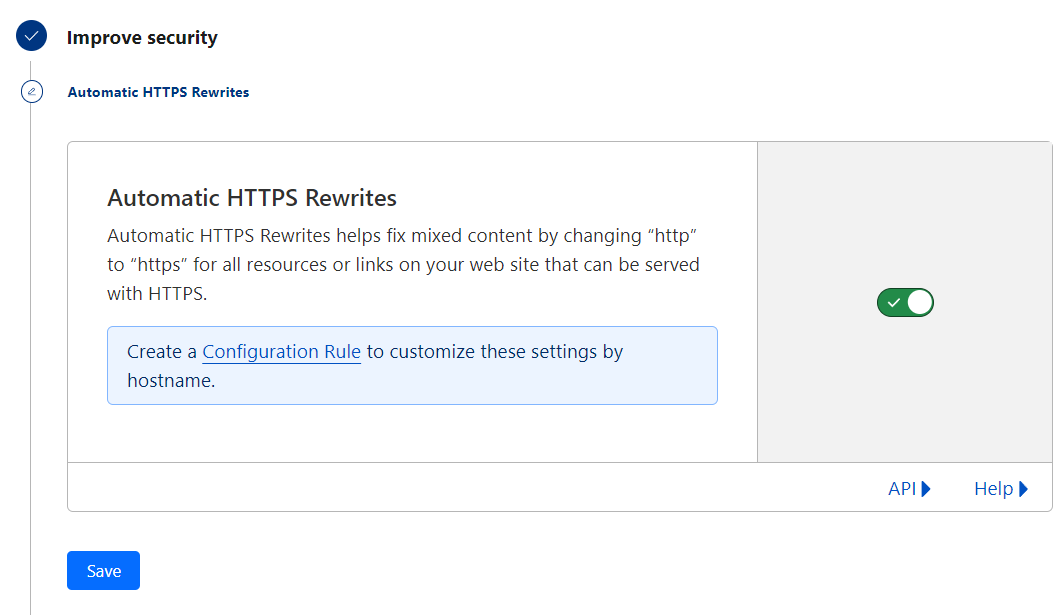 Improve security
Automatic HTTPS Rewrites
Automatic HTTPS Rewrites
Automatic HTTPS Rewrites helps fix mixed content by changing “http”
to “https” for all resources or links on your web site that can be served
with HTTPS.
Create a Configuration Rule to customize these settings by
hostname.
API
Help
Save